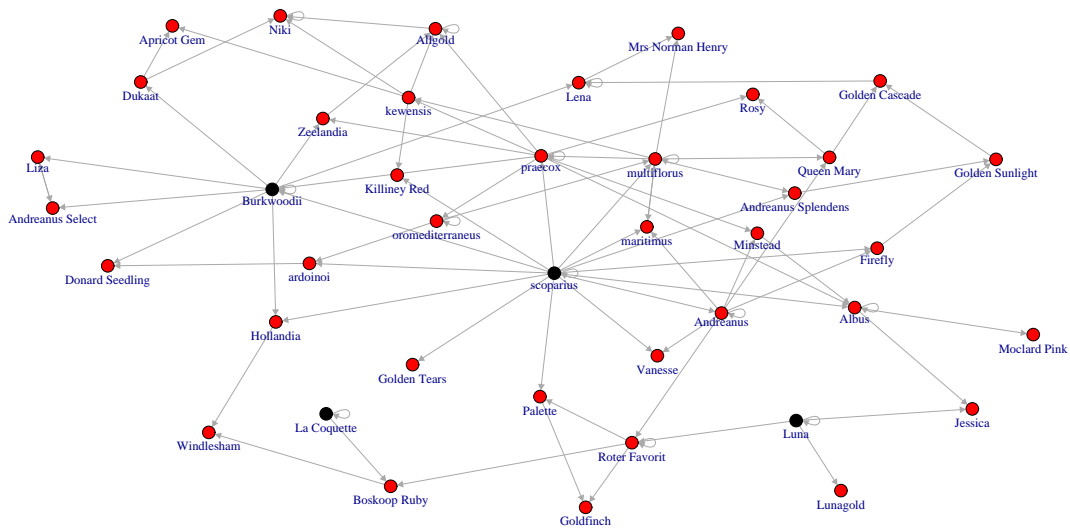 Niki
Allgold
Apricot Gem
Mrs Norman Henry
Dukaat
Lena
Golden Cascade
kewensis
Rosy
Zeelandia
Liza
praecox
multiflorus
Queen Mary
Golden Sunlight
Killiney Red
Burkwoodii
Andreanus Splendens
Andreanus Select
oromediterraneus
maritimus
Minstead
Firefly
Donard Seedling
ardoinoi
scoparius
Hollandia
Andreanus
Albus
Moclard Pink
Golden Tears
Vanesse
Palette
La Coquette
Luna
Jessica
Windlesham
Roter Favorit
Boskoop Ruby
Lunagold
Goldfinch